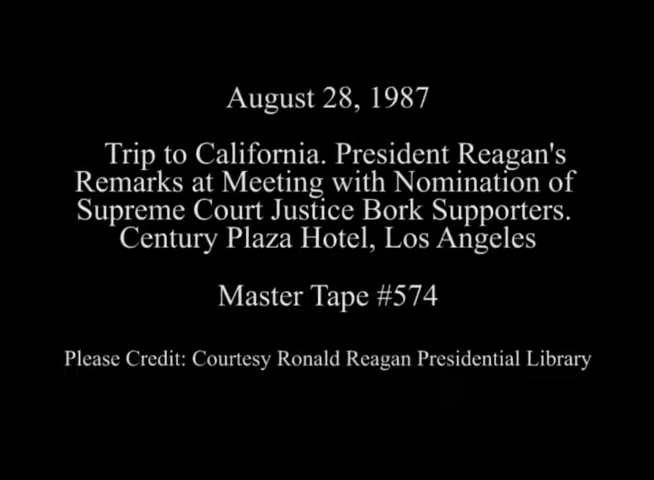 August 28, 1987
Trip to California. President Reagan's
Remarks at Meeting with Nomination of
Supreme Court Justice Bork Supporters.
Century Plaza Hotel, Los Angeles
Master Tape #574
Please Credit: Courtesy Ronald Reagan Presidential Library